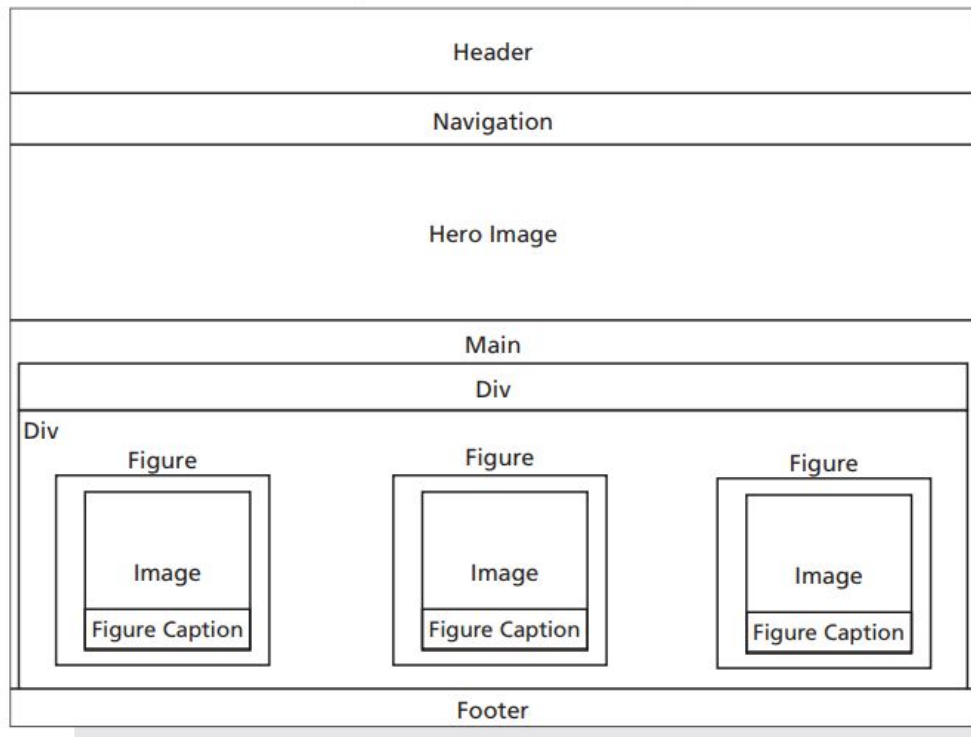 Header
Navigation
Hero Image
Main
Div
Div
Figure
Figure
Figure
Image
Image
Image
Figure Caption
Figure Caption
Figure Caption
Footer